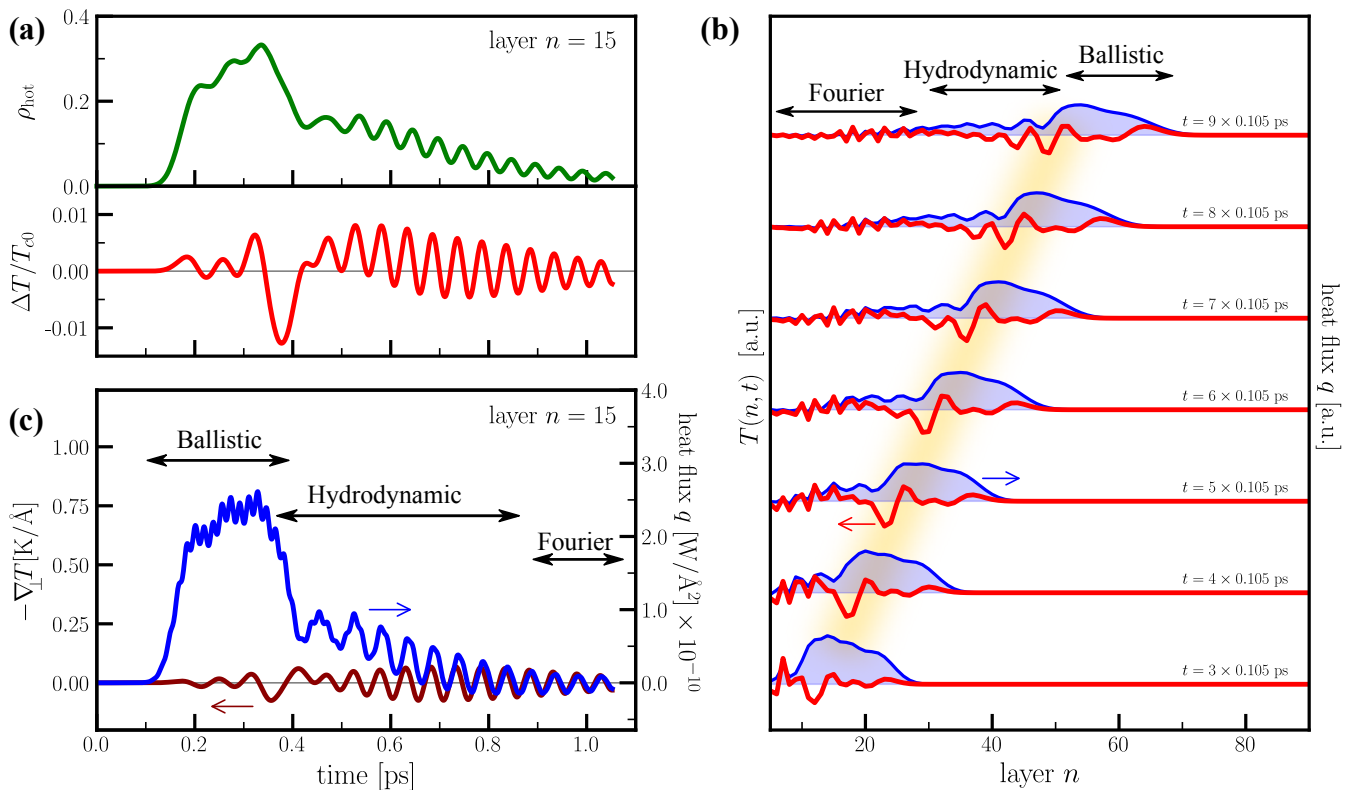 (a)
layer n = 15
0.4
0.2
0.0
ρhot
0.01
0.00
-0.01
ΔT/Te0
(c)
layer n = 15
Ballistic
Hydrodynamic
Fourier
1.00
0.75
0.50
0.25
0.00
−∇⊥T[K/Å]
4.0
3.0
2.0
1.0
0.0
heat flux q [W/Å²] × 10⁻¹⁰
0.0
0.2
0.4
0.6
0.8
1.0
time [ps]
(b)
Fourier
Hydrodynamic
Ballistic
t = 9 × 0.105 ps
t = 8 × 0.105 ps
t = 7 × 0.105 ps
t = 6 × 0.105 ps
t = 5 × 0.105 ps
t = 4 × 0.105 ps
t = 3 × 0.105 ps
T(n, t) [a.u.]
heat flux q [a.u.]
20
40
60
80
layer n